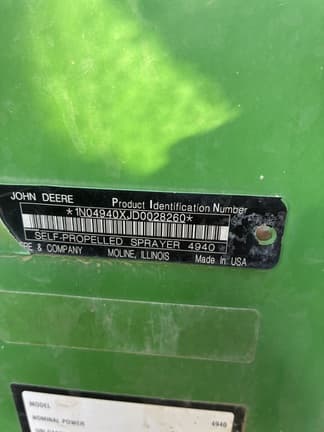 JOHN DEERE Product Identification Number
*1N04940XJD0028260*
SELF-PROPELLED SPRAYER 4940
RE & COMPANY MOLINE, ILLINOIS Made in USA
MODEL
NOMINAL POWER 4940